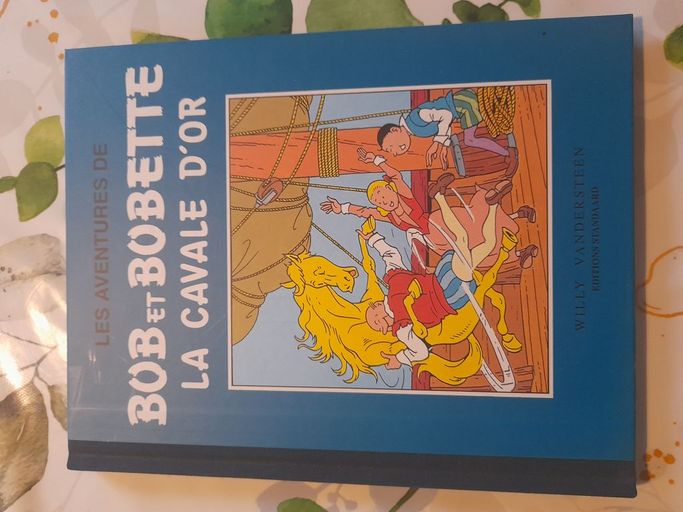 LES AVENTURES DE
BOB ET BOBETTE
LA CAVALE D'OR
WILLY VANDERSTEEN
EDITIONS STANDAARD